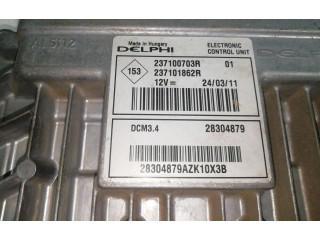 Made in Hungary
DELPHI
ELECTRONIC
CONTROL UNIT
153
237100703R 01
237101862R
12V= 24/03/11
DCM3.4 28304879
28304879AZK10X3B